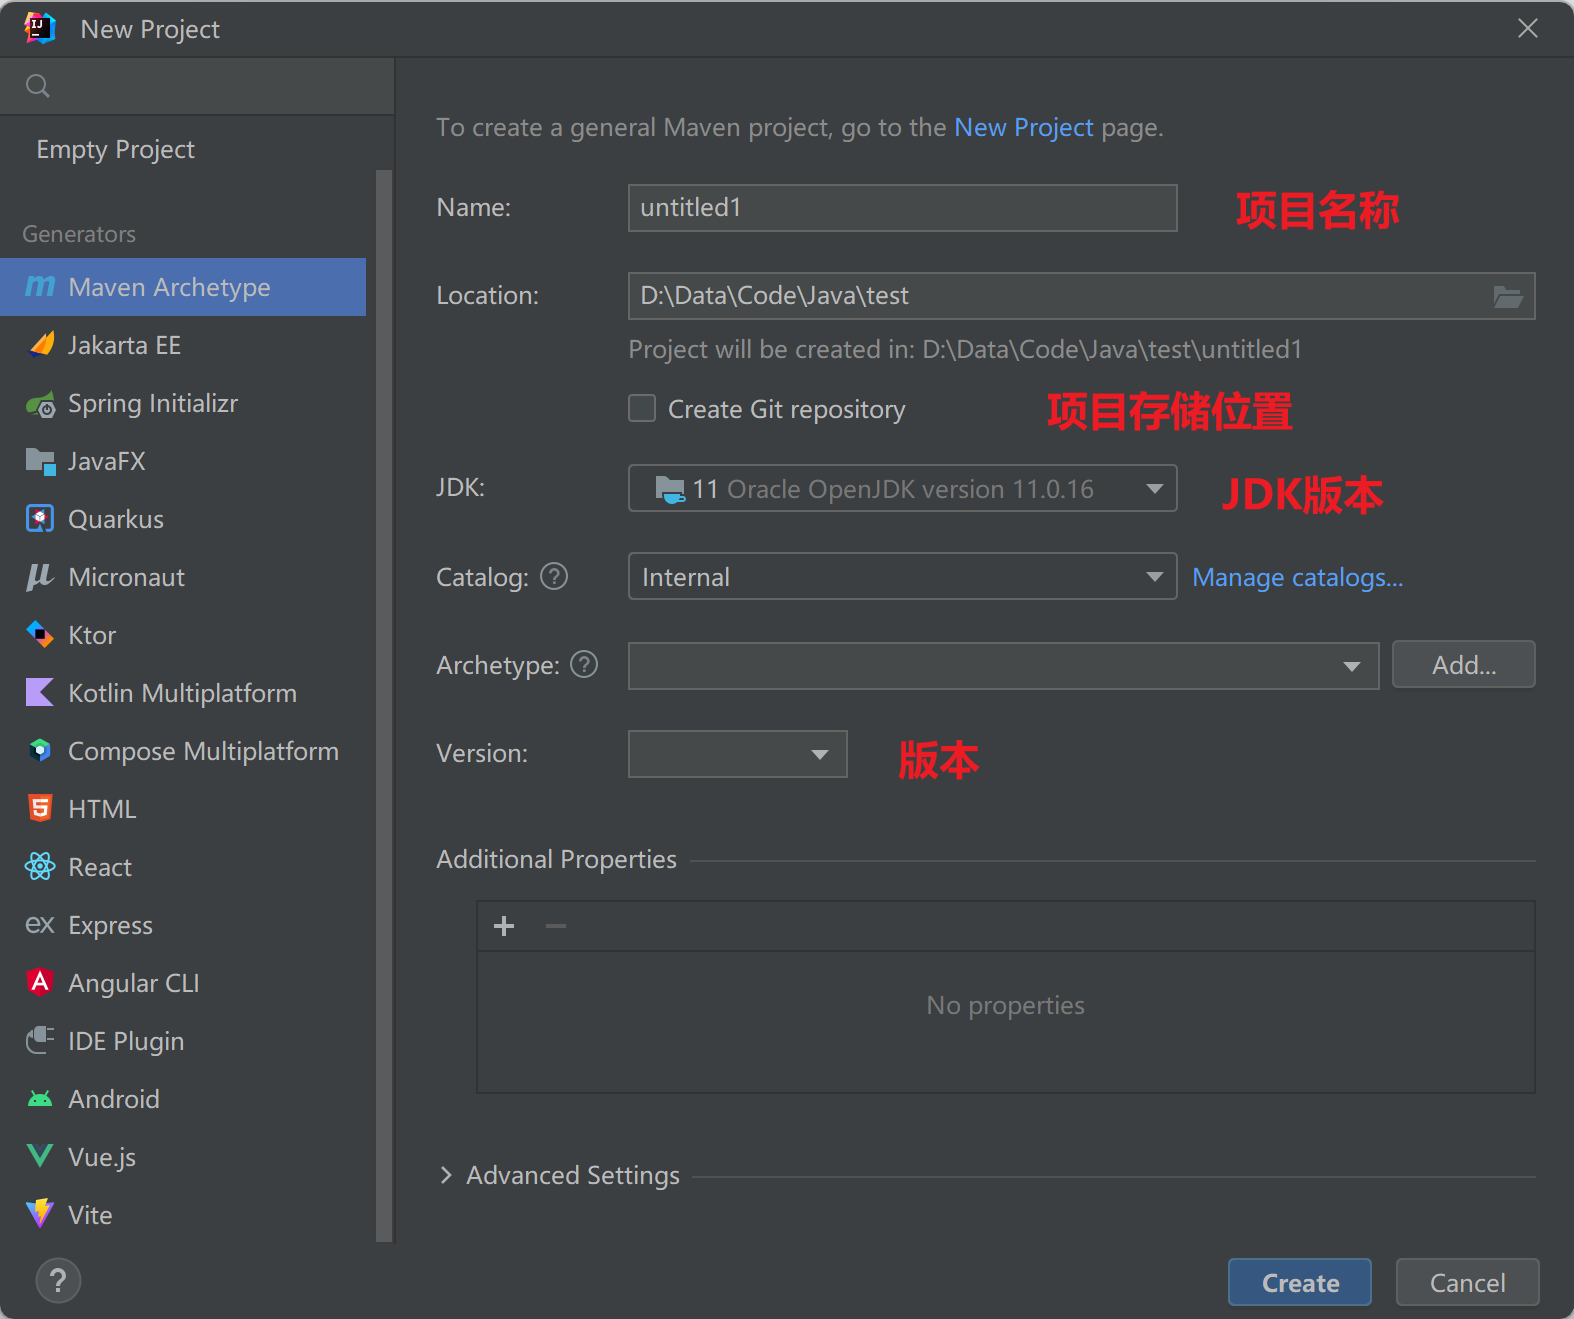 New Project
Empty Project
Generators
Maven Archetype
Jakarta EE
Spring Initializr
JavaFX
Quarkus
Micronaut
Ktor
Kotlin Multiplatform
Compose Multiplatform
HTML
React
Express
Angular CLI
IDE Plugin
Android
Vue.js
Vite
To create a general Maven project, go to the New Project page.
Name: untitled1 项目名称
Location: D:\Data\Code\Java\test
Project will be created in: D:\Data\Code\Java\test\untitled1
Create Git repository 项目存储位置
JDK: 11 Oracle OpenJDK version 11.0.16 JDK版本
Catalog: ? Internal Manage catalogs...
Archetype: ? Add...
Version: 版本
Additional Properties
No properties
Advanced Settings
? Create Cancel